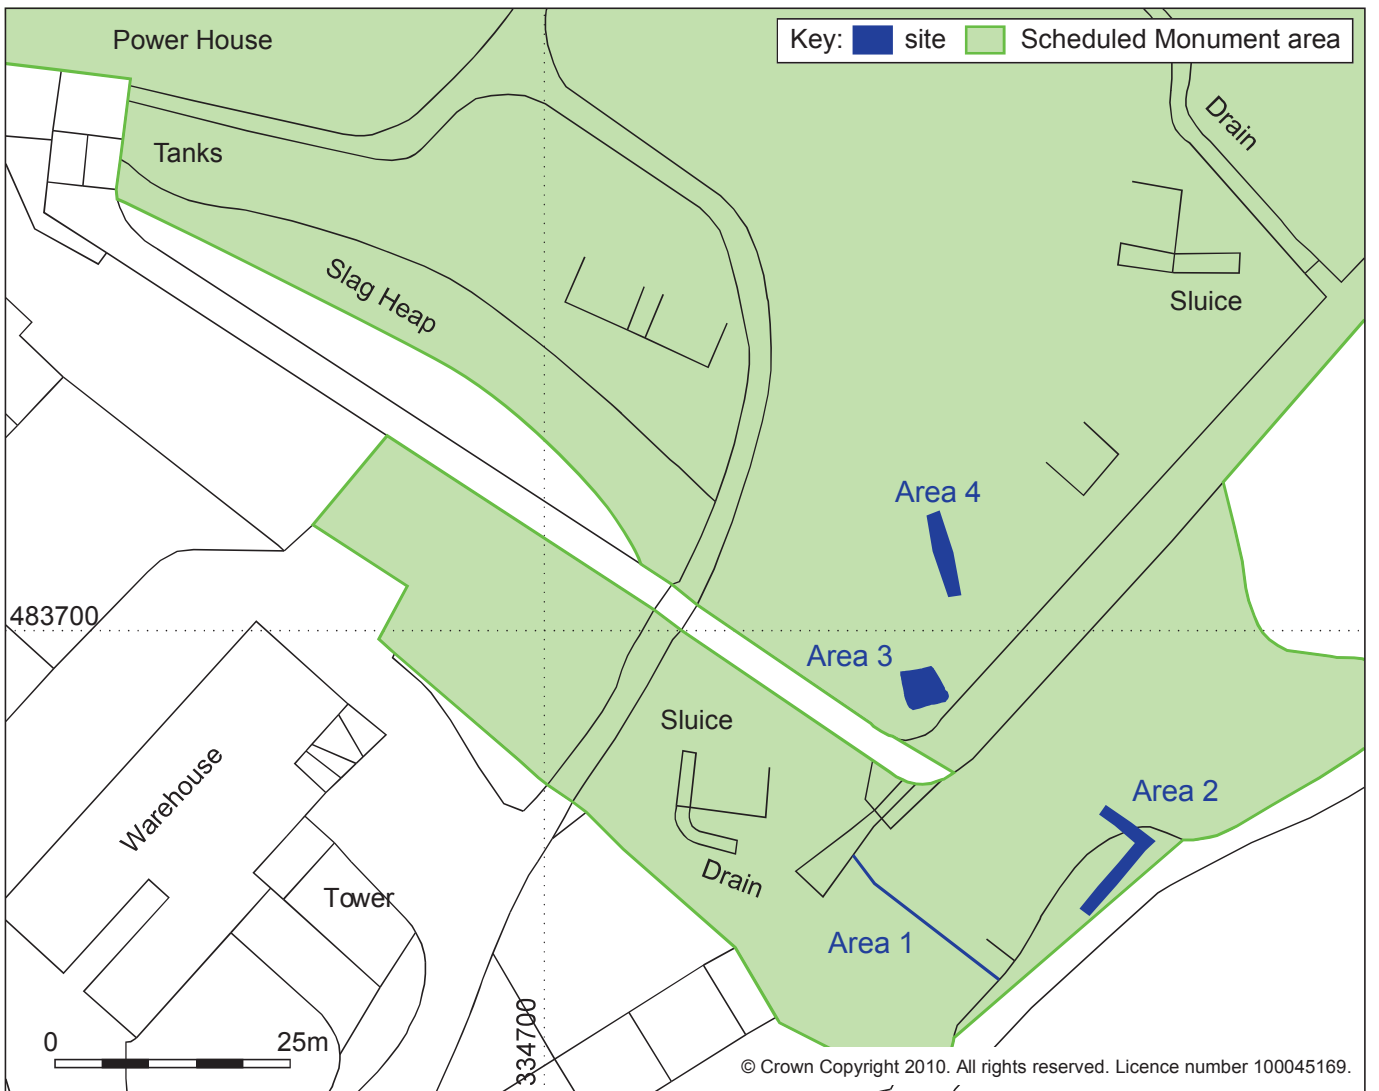 Power House
Key: site Scheduled Monument area
Drain
Tanks
Slag Heap
Sluice
Area 4
483700
Area 3
Sluice
Warehouse
Area 2
Drain
Tower
Area 1
334700
0 25m
© Crown Copyright 2010. All rights reserved. Licence number 100045169.